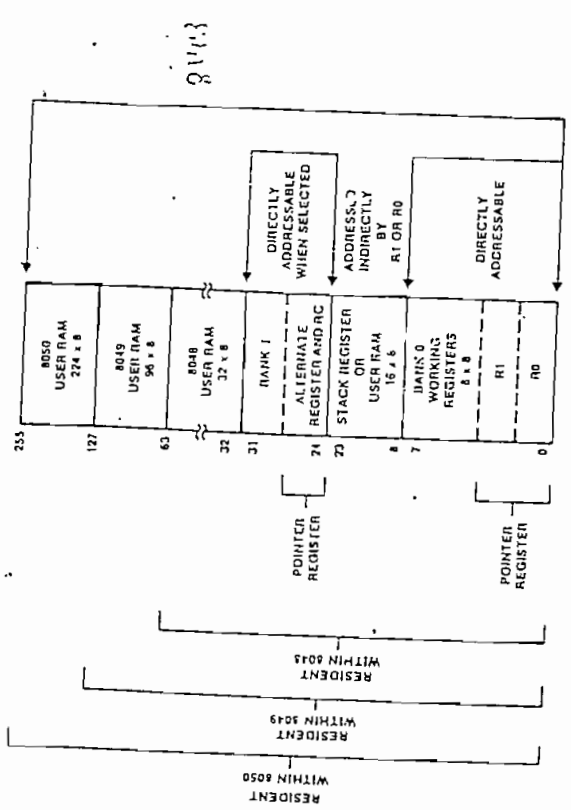 255
8050
USER RAM
224 x 8
127
8049
USER RAM
96 x 8
63
8048
USER RAM
32 x 8
32
31
BANK 1
ALTERNATE
REGISTER AND
24
23
STACK REGISTER
OR
USER RAM
16 x 8
8
7
BANK 0
WORKING
REGISTERS
8 x 8
R1
R0
0
DIRECTLY
ADDRESSABLE
WHEN SELECTED
ADDRESSED
INDIRECTLY
BY
R1 OR R0
DIRECTLY
ADDRESSABLE
POINTER
REGISTER
POINTER
REGISTER
RESIDENT
WITHIN 8048
RESIDENT
WITHIN 8049
RESIDENT
WITHIN 8050